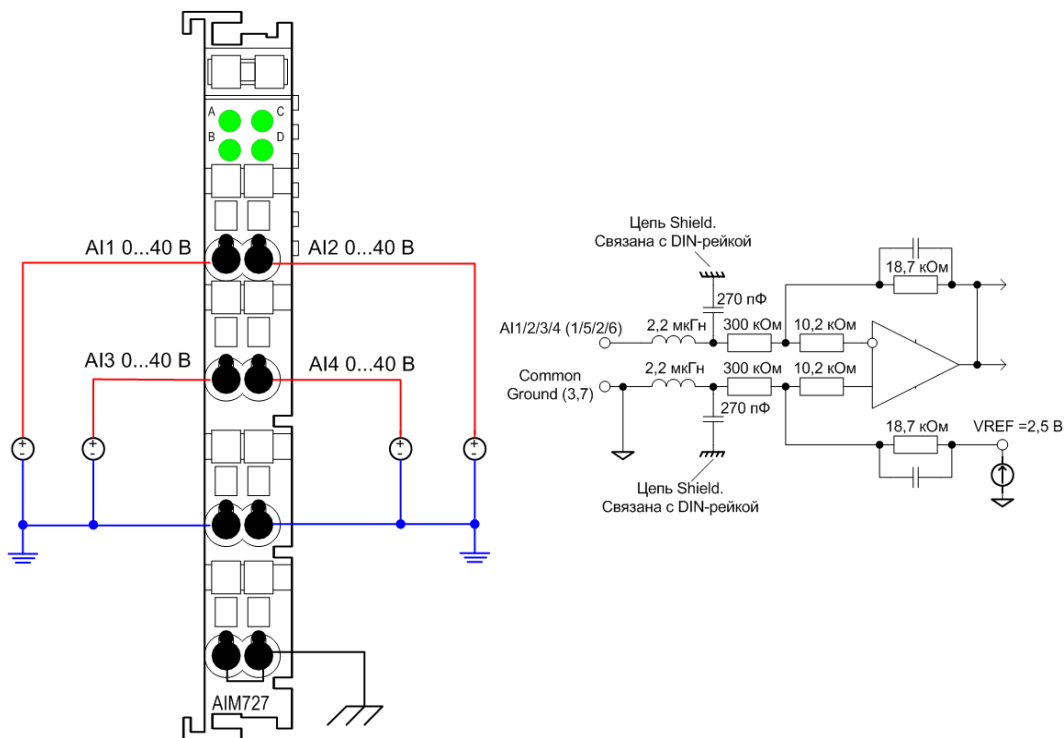 A
C
B
D
AI1 0...40 В
AI2 0...40 В
AI3 0...40 В
AI4 0...40 В
AIM727
Цепь Shield.
Связана с DIN-рейкой
18,7 кОм
270 пФ
AI1/2/3/4 (1/5/2/6)
2,2 мкГн
300 кОм
10,2 кОм
Common
Ground (3,7)
2,2 мкГн
300 кОм
10,2 кОм
270 пФ
18,7 кОм
VREF =2,5 В
Цепь Shield.
Связана с DIN-рейкой